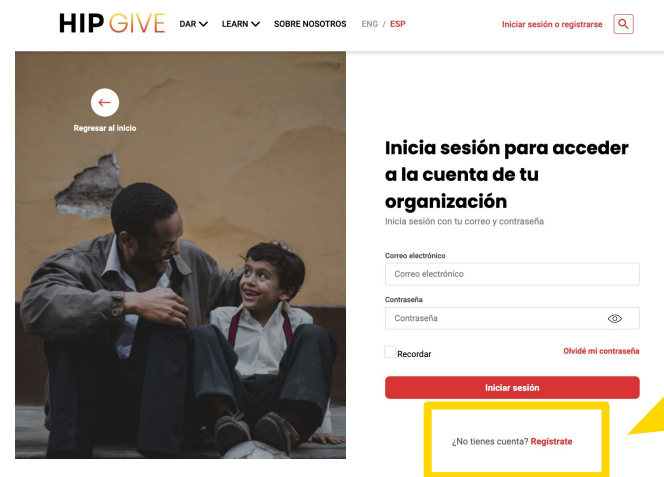 HIPGIVE DAR LEARN SOBRE NOSOTROS ENG / ESP Iniciar sesión o registrarse
Regresar al inicio
Inicia sesión para acceder
a la cuenta de tu
organización
Inicia sesión con tu correo y contraseña
Correo electrónico
Correo electrónico
Contraseña
Contraseña
Recordar Olvidé mi contraseña
Iniciar sesión
¿No tienes cuenta? Regístrate